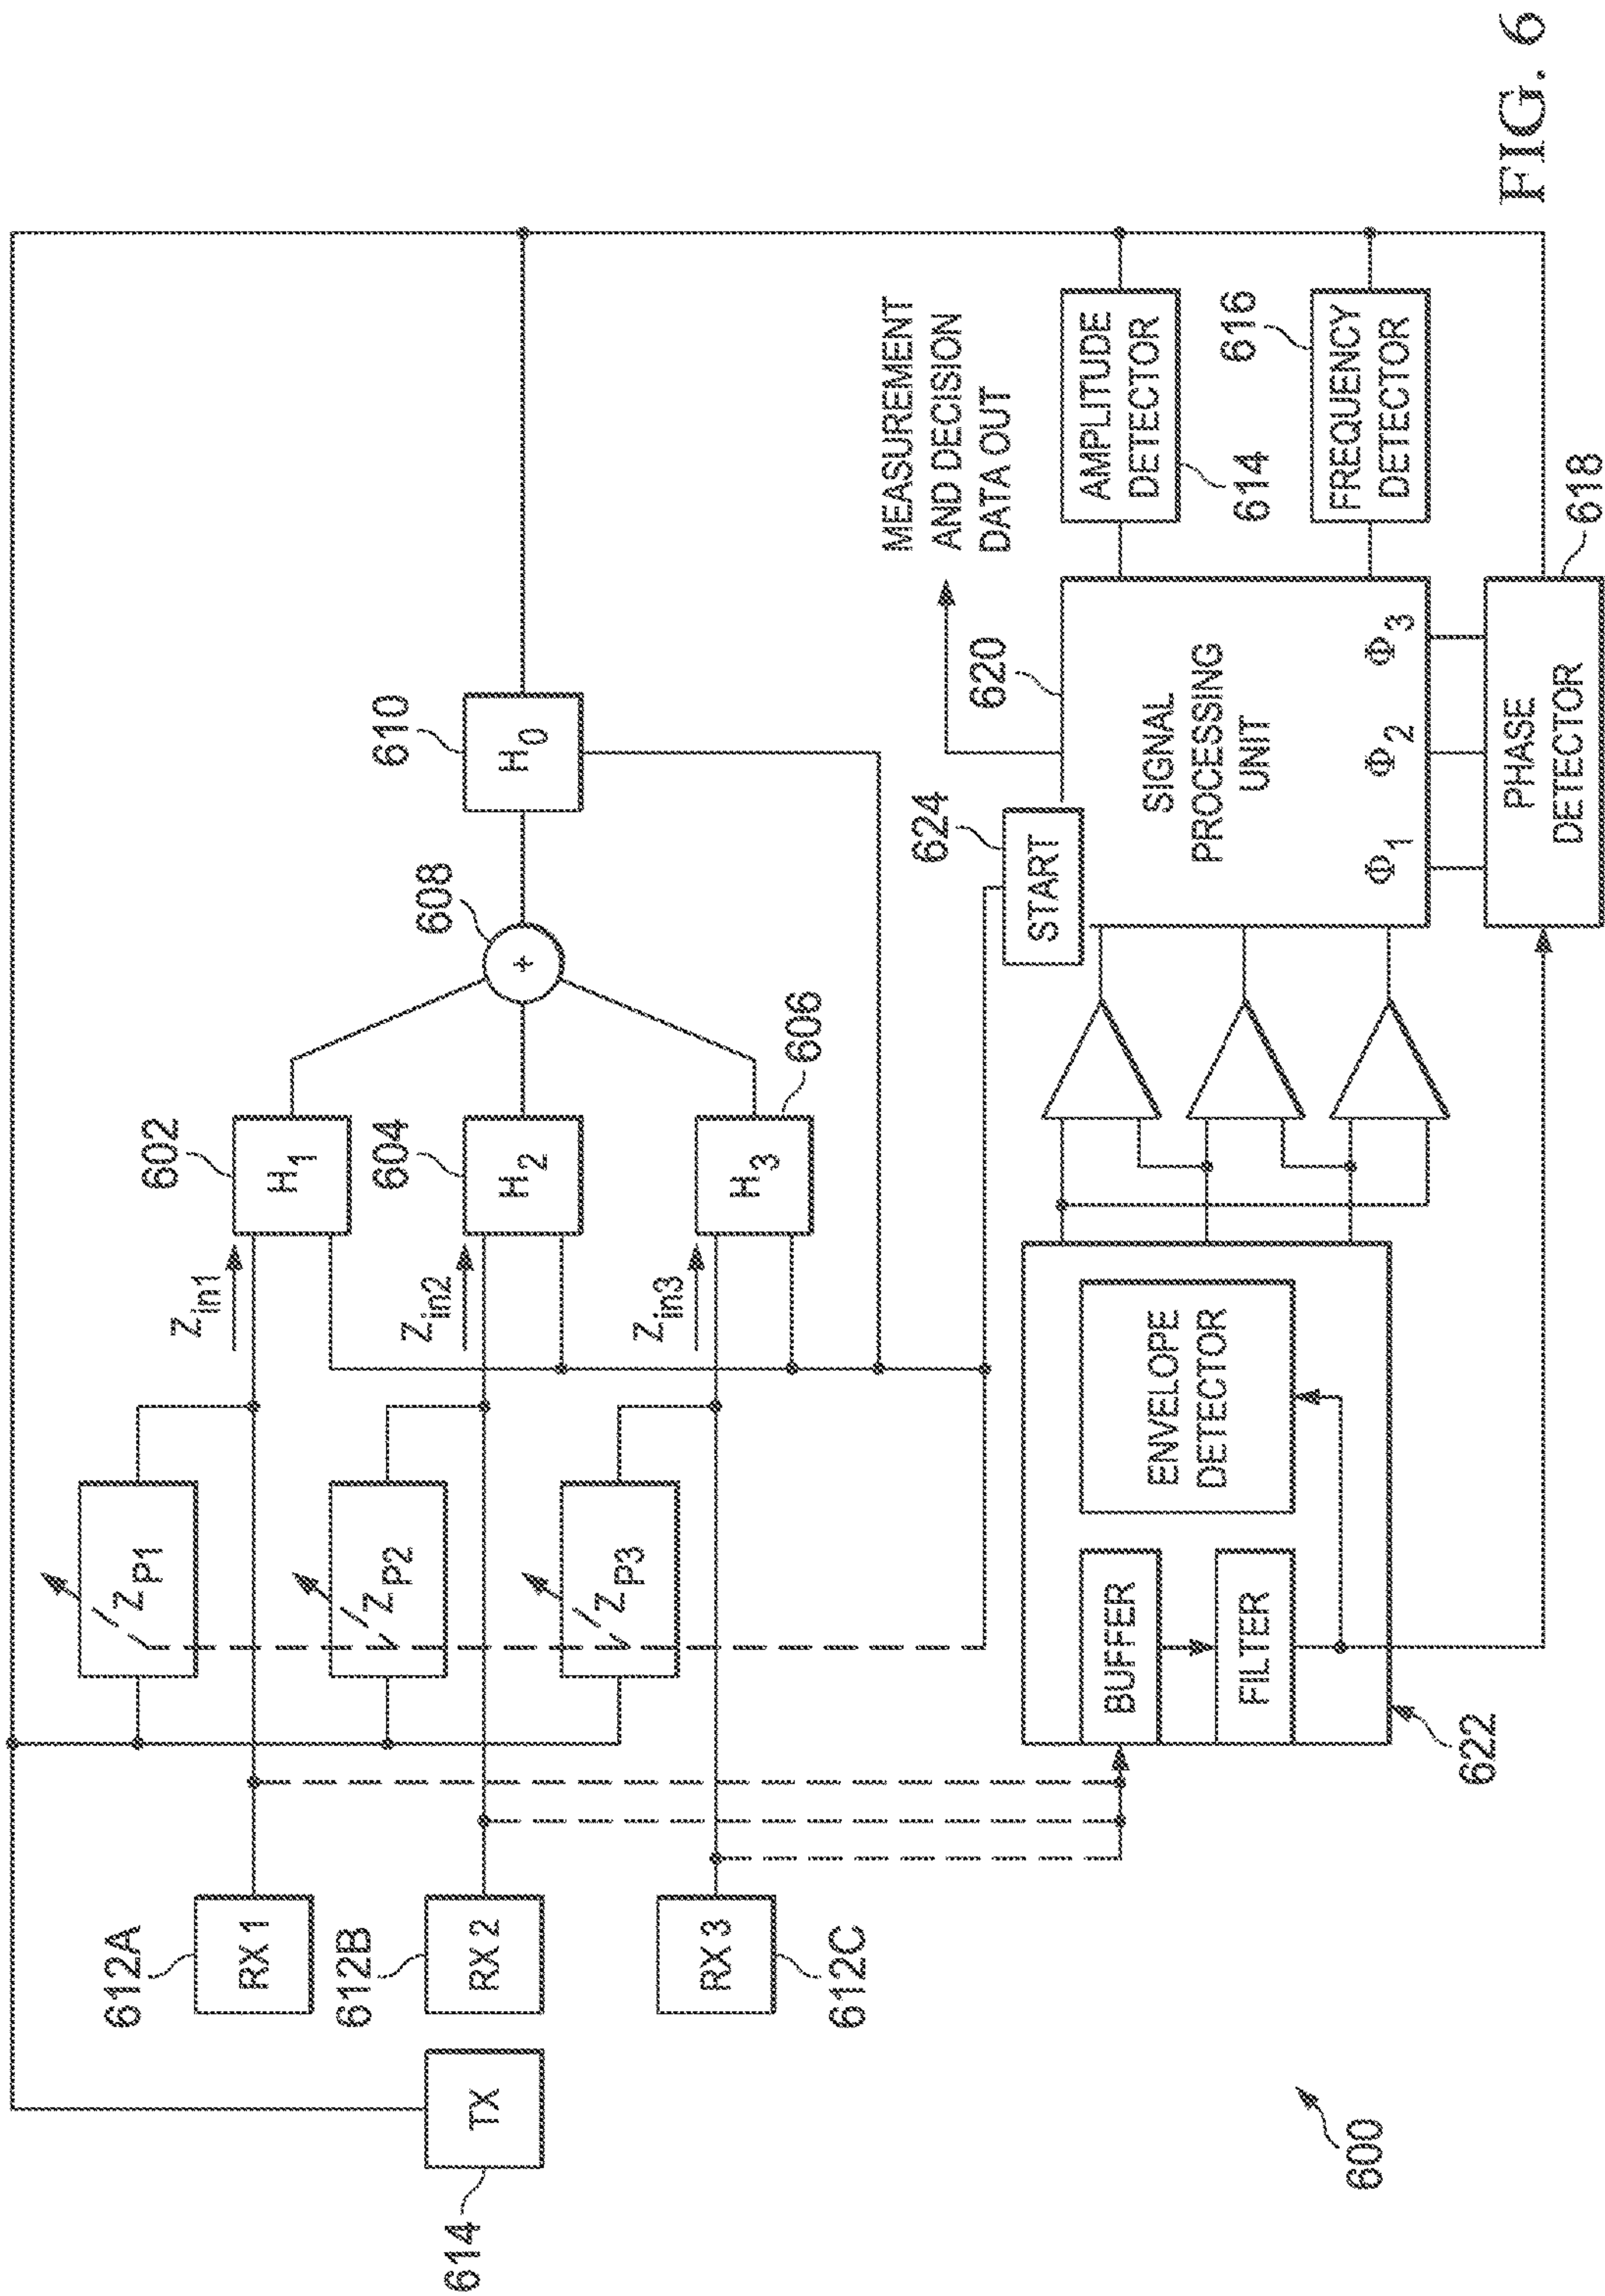 614
TX
612A
RX 1
612B
RX 2
612C
RX 3
ZP1
ZP2
ZP3
Zin1
Zin2
Zin3
602
H1
604
H2
606
H3
608
+
610
H0
622
BUFFER
FILTER
ENVELOPE
DETECTOR
624
START
620
SIGNAL
PROCESSING
UNIT
Φ1
Φ2
Φ3
MEASUREMENT
AND DECISION
DATA OUT
AMPLITUDE
DETECTOR
614
616
FREQUENCY
DETECTOR
618
PHASE
DETECTOR
600
FIG. 6